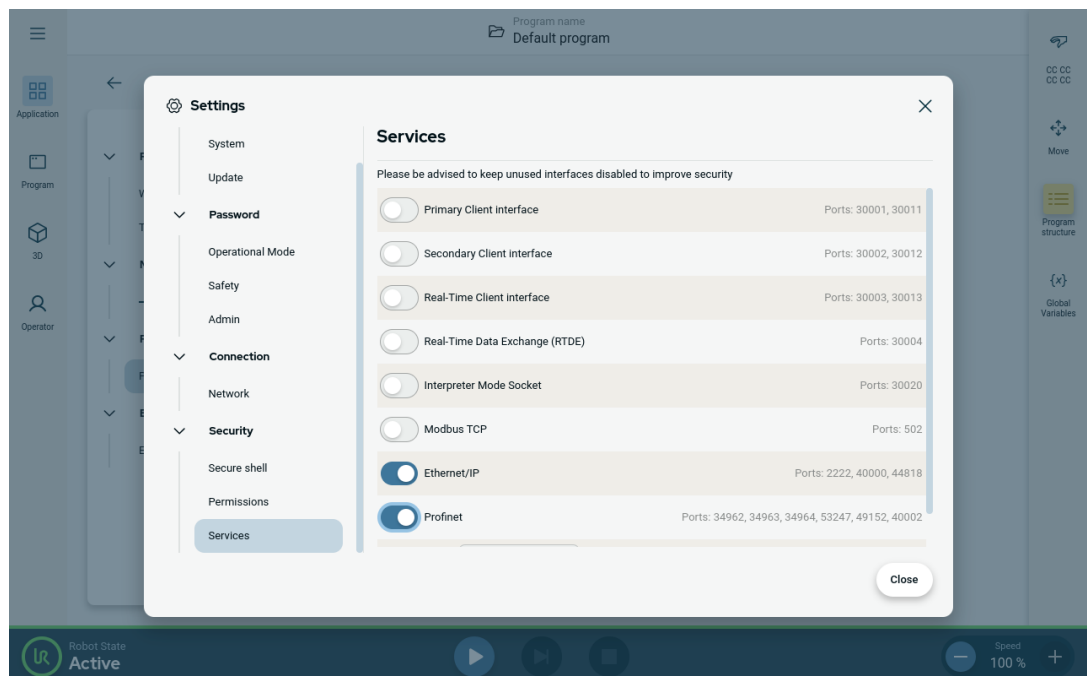 Program name
Default program
Application
Program
3D
Operator
Settings
System
Update
Password
Operational Mode
Safety
Admin
Connection
Network
Security
Secure shell
Permissions
Services
Services
Please be advised to keep unused interfaces disabled to improve security
Primary Client interface Ports: 30001, 30011
Secondary Client interface Ports: 30002, 30012
Real-Time Client interface Ports: 30003, 30013
Real-Time Data Exchange (RTDE) Ports: 30004
Interpreter Mode Socket Ports: 30020
Modbus TCP Ports: 502
Ethernet/IP Ports: 2222, 40000, 44818
Profinet Ports: 34962, 34963, 34964, 53247, 49152, 40002
Close
CC CC
CC CC
Move
Program
structure
{x}
Global
Variables
UR
Robot State
Active
Speed
100 %